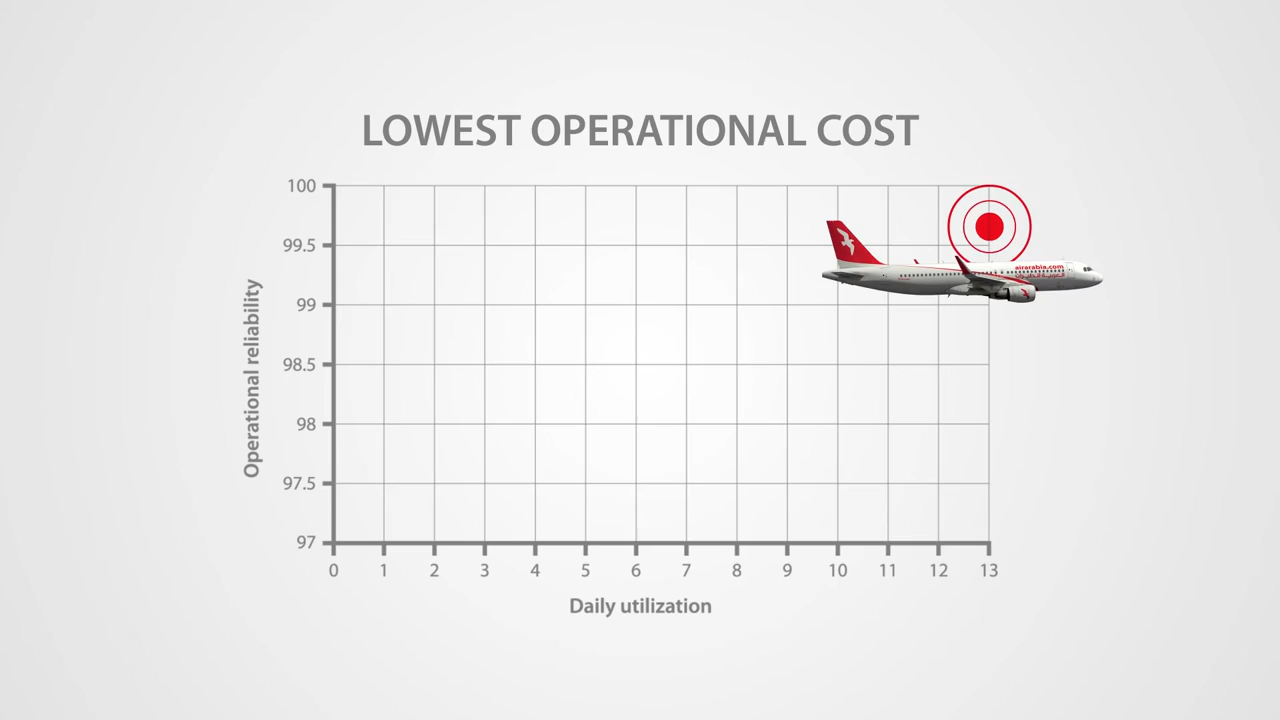 LOWEST OPERATIONAL COST
100
99.5
99
98.5
98
97.5
97
Operational reliability
airarabia.com
0 1 2 3 4 5 6 7 8 9 10 11 12 13
Daily utilization